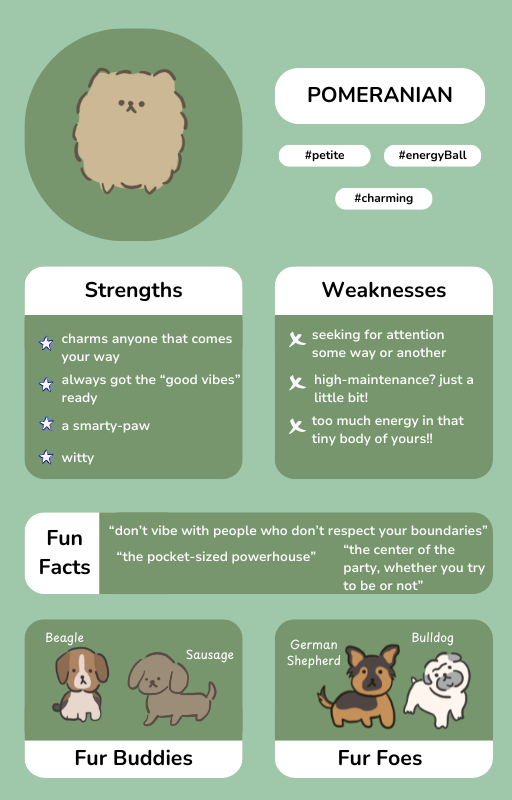 POMERANIAN
#petite
#energyBall
#charming
Strengths
charms anyone that comes
your way
always got the “good vibes”
ready
a smarty-paw
witty
Weaknesses
seeking for attention
some way or another
high-maintenance? just a
little bit!
too much energy in that
tiny body of yours!!
Fun
Facts
“don’t vibe with people who don’t respect your boundaries”
“the pocket-sized powerhouse”
“the center of the
party, whether you try
to be or not”
Beagle
Sausage
Fur Buddies
German
Shepherd
Bulldog
Fur Foes